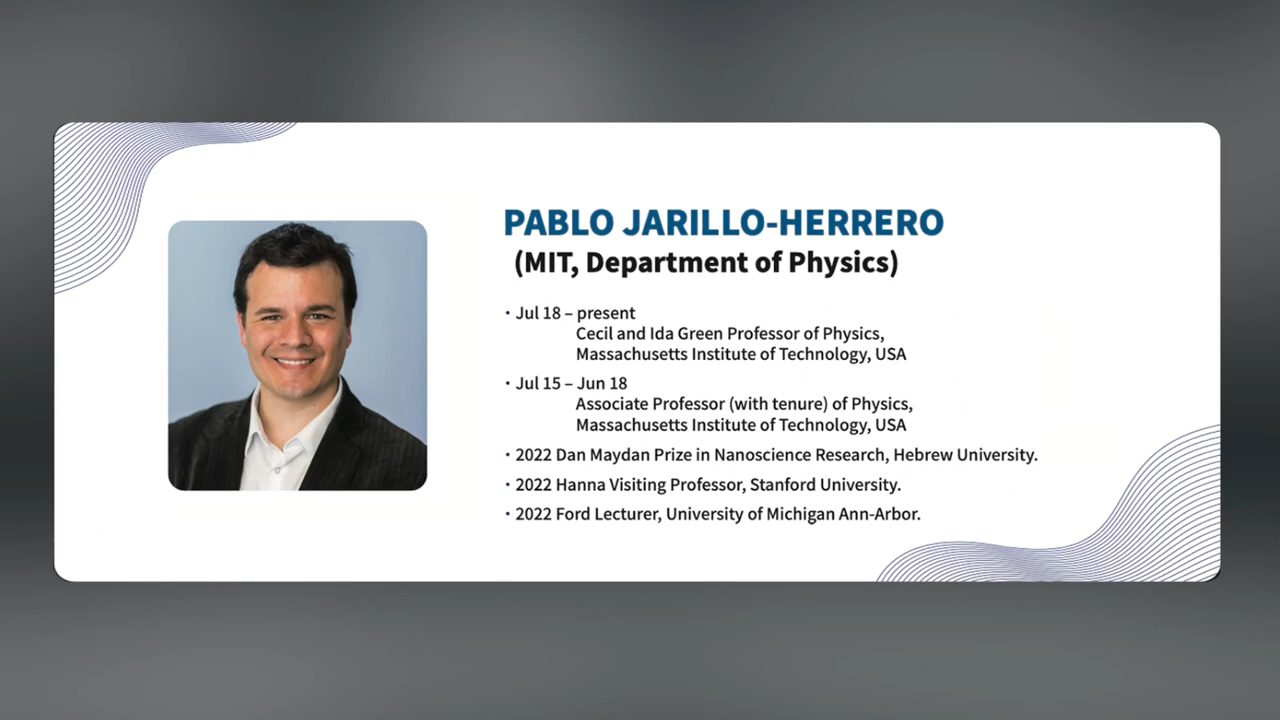 PABLO JARILLO-HERRERO
(MIT, Department of Physics)
• Jul 18 – present
Cecil and Ida Green Professor of Physics,
Massachusetts Institute of Technology, USA
• Jul 15 – Jun 18
Associate Professor (with tenure) of Physics,
Massachusetts Institute of Technology, USA
• 2022 Dan Maydan Prize in Nanoscience Research, Hebrew University.
• 2022 Hanna Visiting Professor, Stanford University.
• 2022 Ford Lecturer, University of Michigan Ann-Arbor.